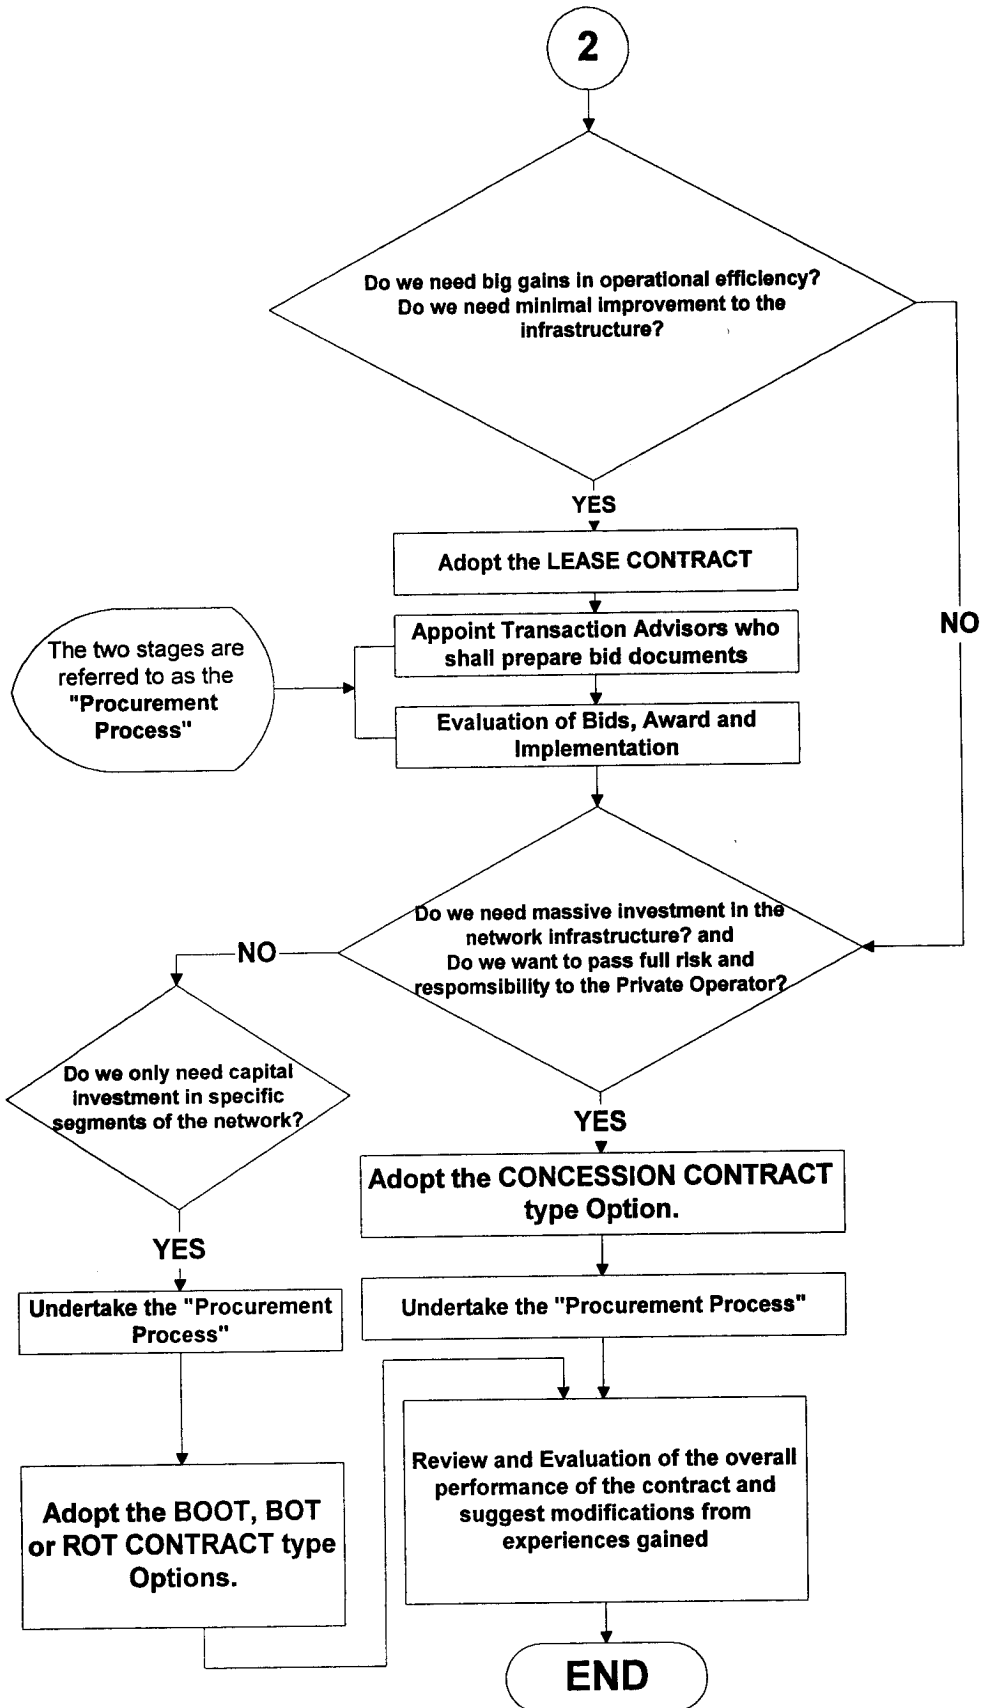 2
Do we need big gains in operational efficiency?
Do we need minimal improvement to the
infrastructure?
YES
Adopt the LEASE CONTRACT
NO
Appoint Transaction Advisors who
shall prepare bid documents
The two stages are
referred to as the
"Procurement
Process"
Evaluation of Bids, Award and
Implementation
Do we need massive investment in the
network infrastructure? and
Do we want to pass full risk and
respomsibility to the Private Operator?
NO
Do we only need capital
investment in specific
segments of the network?
YES
Adopt the CONCESSION CONTRACT
type Option.
YES
Undertake the "Procurement
Process"
Undertake the "Procurement Process"
Review and Evaluation of the overall
performance of the contract and
suggest modifications from
experiences gained
Adopt the BOOT, BOT
or ROT CONTRACT type
Options.
END